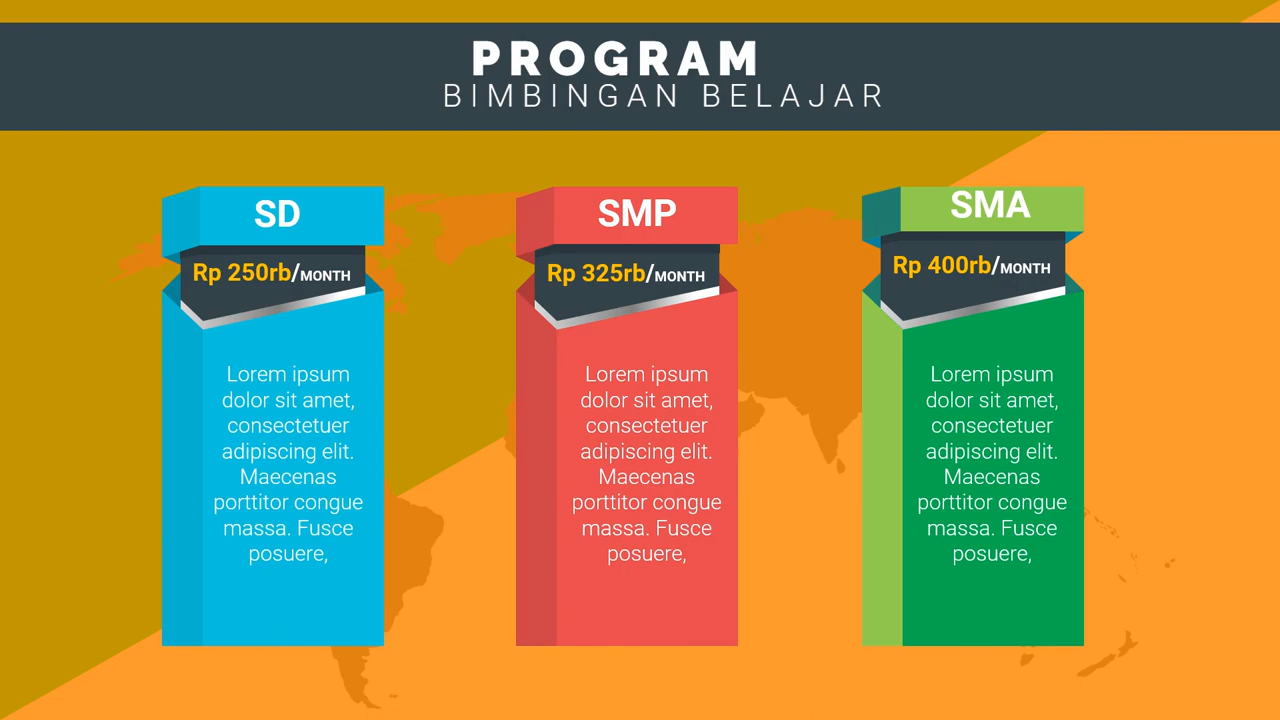 PROGRAM
BIMBINGAN BELAJAR
SD
Rp 250rb/MONTH
Lorem ipsum
dolor sit amet,
consectetuer
adipiscing elit.
Maecenas
porttitor congue
massa. Fusce
posuere,
SMP
Rp 325rb/MONTH
Lorem ipsum
dolor sit amet,
consectetuer
adipiscing elit.
Maecenas
porttitor congue
massa. Fusce
posuere,
SMA
Rp 400rb/MONTH
Lorem ipsum
dolor sit amet,
consectetuer
adipiscing elit.
Maecenas
porttitor congue
massa. Fusce
posuere,